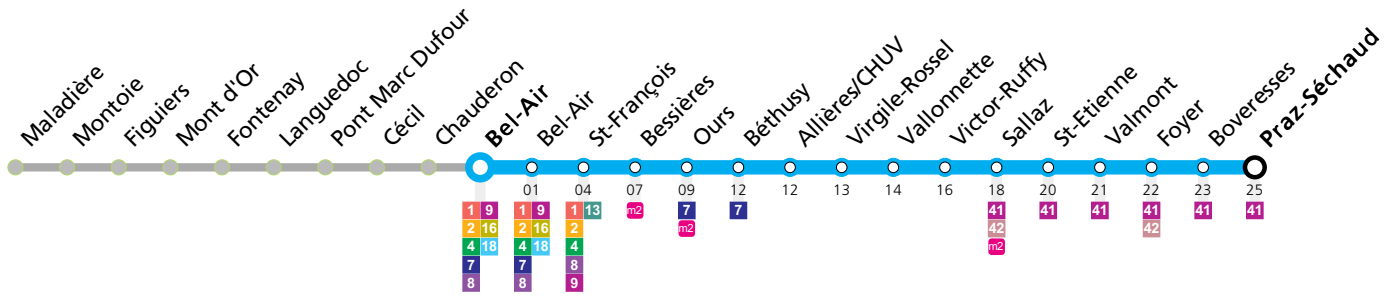 Maladière
Montoie
Figuiers
Mont d'Or
Fontenay
Languedoc
Pont Marc Dufour
Cécil
Chauderon
Bel-Air
Bel-Air
St-François
Bessières
Ours
Béthusy
Allières/CHUV
Virgile-Rossel
Vallonnette
Victor-Ruffy
Sallaz
St-Etienne
Valmont
Foyer
Boveresses
Praz-Séchaud
01 04 07 09 12 12 13 14 16 18 20 21 22 23 25
1 9 1 9 1 13 m2 7 7 41 41 41 41 41 41
2 16 2 16 2 m2 42 42
4 18 4 18 4 m2
7 7 8
8 8 9